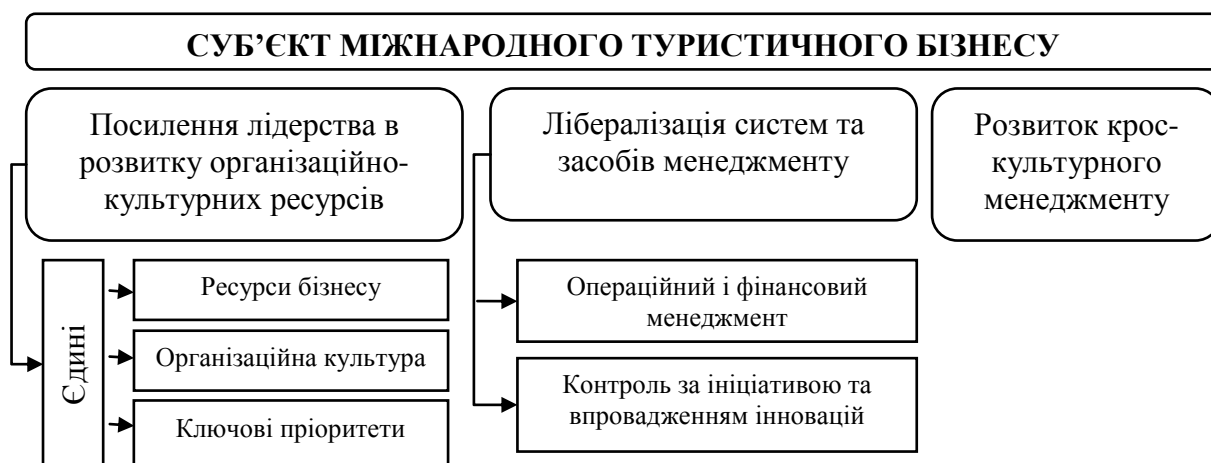 СУБ’ЄКТ МІЖНАРОДНОГО ТУРИСТИЧНОГО БІЗНЕСУ
Посилення лідерства в
розвитку організаційно-
культурних ресурсів
Лібералізація систем та
засобів менеджменту
Розвиток крос-
культурного
менеджменту
Єдині
Ресурси бізнесу
Організаційна культура
Ключові пріоритети
Операційний і фінансовий
менеджмент
Контроль за ініціативою та
впровадженням інновацій